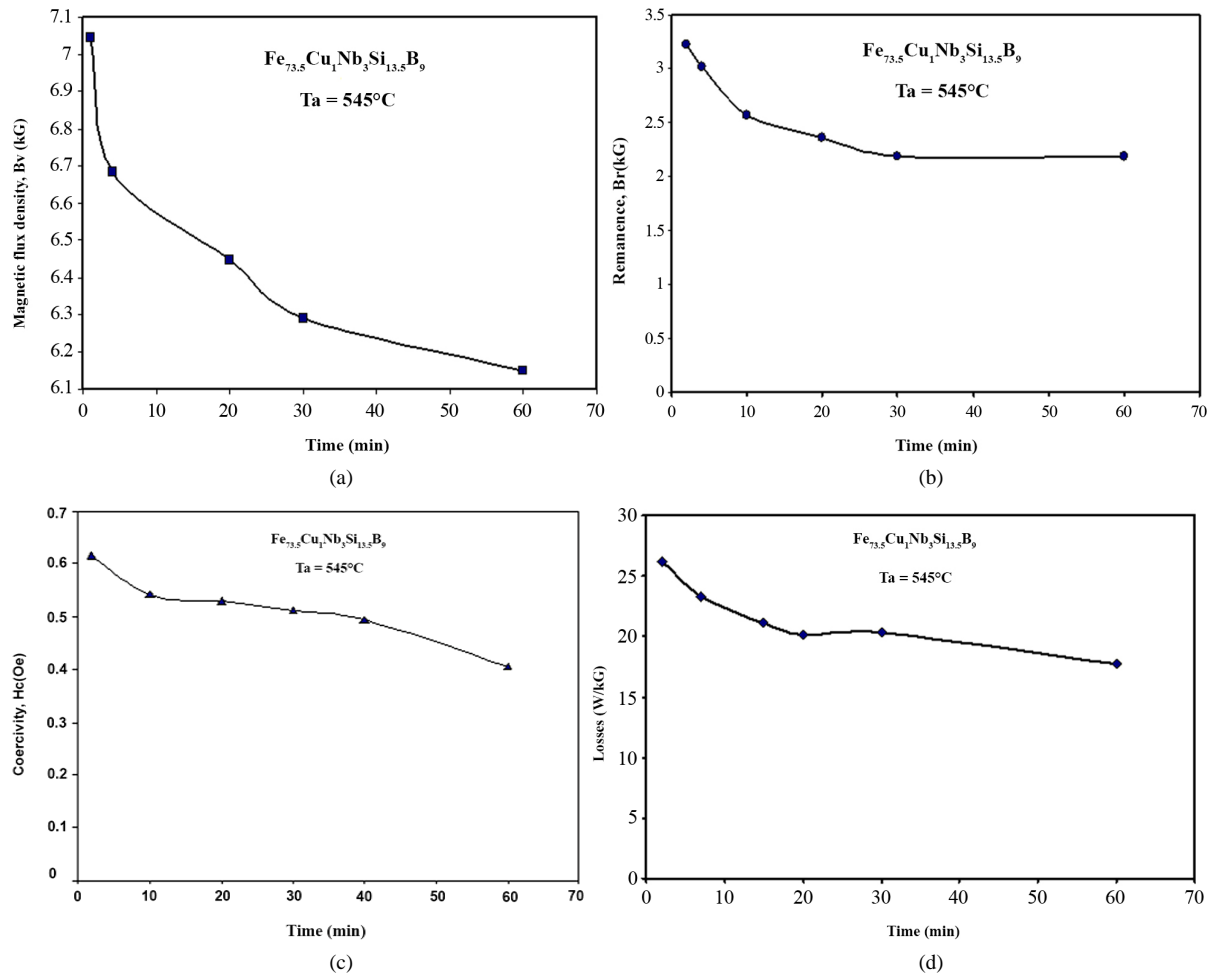 7.1
7
6.9
6.8
6.7
6.6
6.5
6.4
6.3
6.2
6.1
0 10 20 30 40 50 60 70
Magnetic flux density, Bv (kG)
Fe73.5Cu1Nb3Si13.5B9
Ta = 545°C
Time (min)
(a)
3.5
3
2.5
2
1.5
1
0.5
0
0 10 20 30 40 50 60 70
Remanence, Br(kG)
Fe73.5Cu1Nb3Si13.5B9
Ta = 545°C
Time (min)
(b)
0.7
0.6
0.5
0.4
0.3
0.2
0.1
0
0 10 20 30 40 50 60 70
Coercivity, Hc(Oe)
Fe73.5Cu1Nb3Si13.5B9
Ta = 545°C
Time (min)
(c)
30
25
20
15
10
5
0
0 10 20 30 40 50 60 70
Losses (W/kG)
Fe73.5Cu1Nb3Si13.5B9
Ta = 545°C
Time (min)
(d)